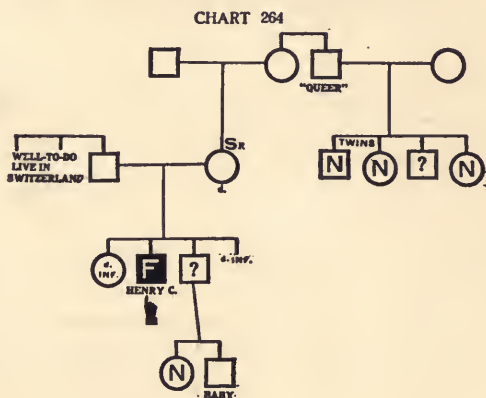 CHART 264
"QUEER"
WELL-TO-DO
LIVE IN
SWITZERLAND
SR
d.
TWINS
N
N
?
N
d.
INF.
F
?
d. INF.
HENRY C.
N
BABY